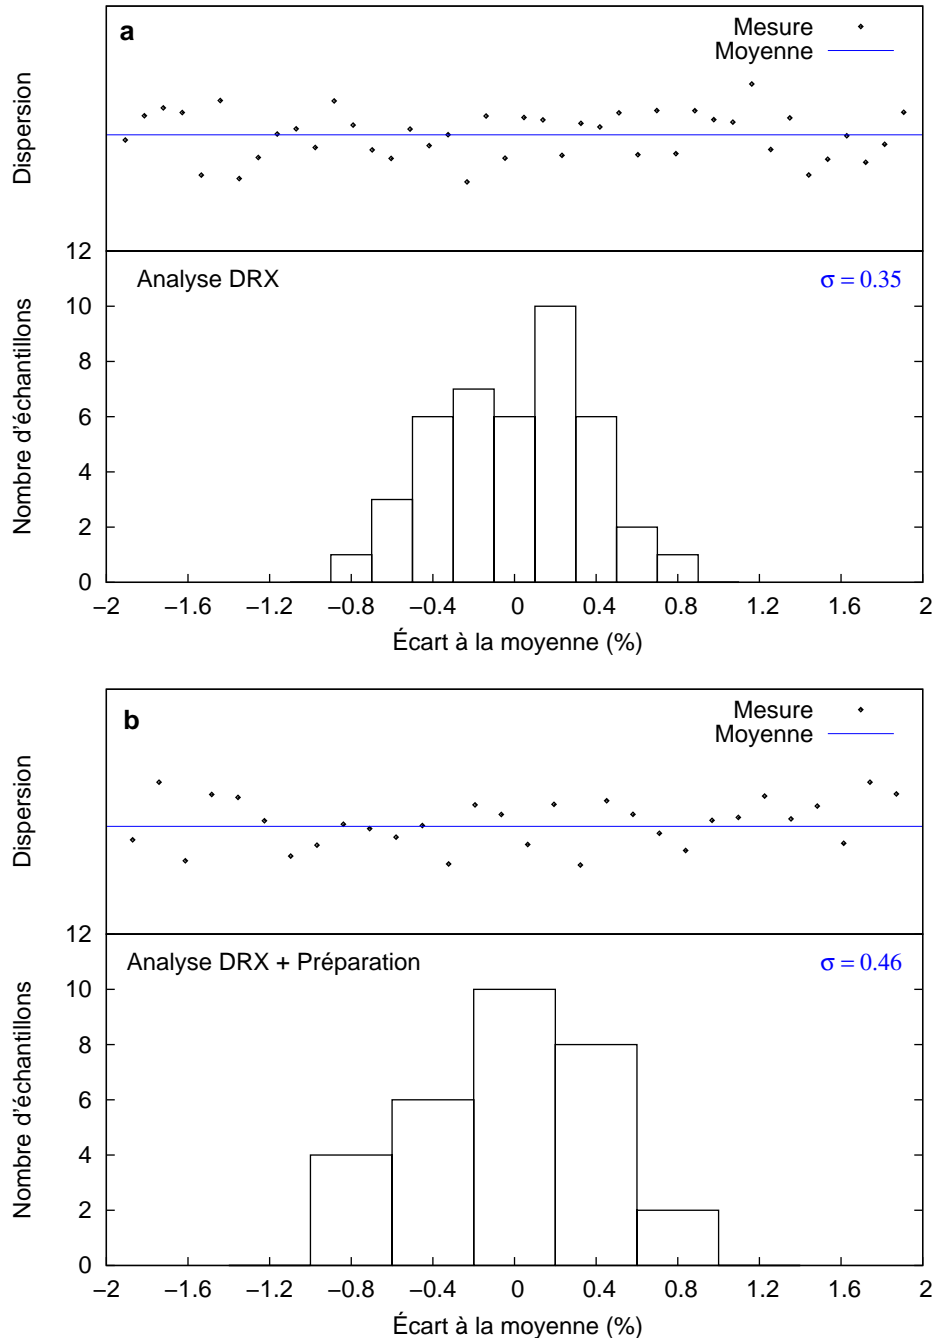 a
Mesure
Moyenne
Dispersion
Analyse DRX
σ = 0.35
Nombre d'échantillons
12
10
8
6
4
2
0
−2 −1.6 −1.2 −0.8 −0.4 0 0.4 0.8 1.2 1.6 2
Écart à la moyenne (%)
b
Mesure
Moyenne
Dispersion
Analyse DRX + Préparation
σ = 0.46
Nombre d'échantillons
12
10
8
6
4
2
0
−2 −1.6 −1.2 −0.8 −0.4 0 0.4 0.8 1.2 1.6 2
Écart à la moyenne (%)